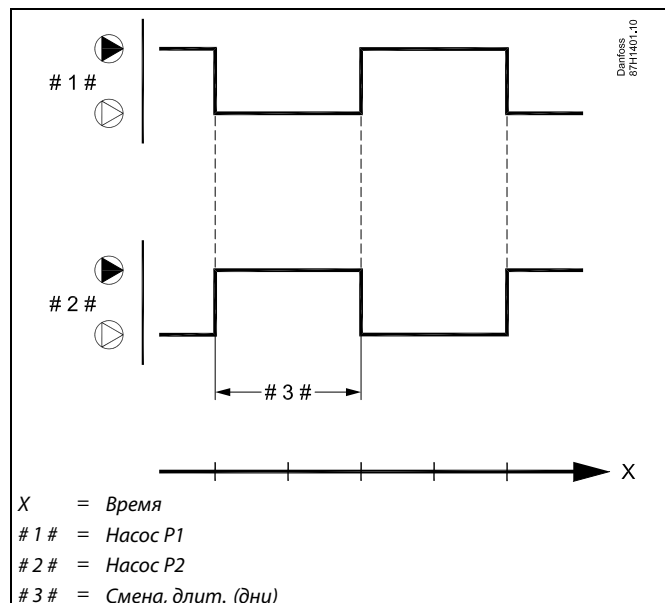 Danfoss
87H1401.10
# 1 #
# 2 #
# 3 #
X
X = Время
# 1 # = Насос P1
# 2 # = Насос P2
# 3 # = Смена, длит. (дни)